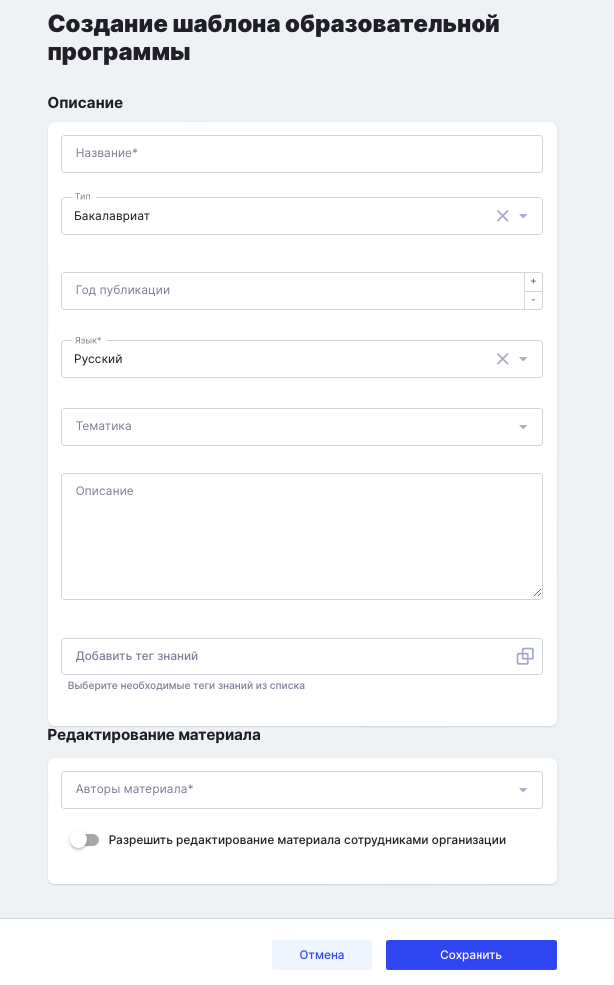 Создание шаблона образовательной
программы
Описание
Название*
Тип
Бакалавриат
Год публикации
+
-
Язык*
Русский
Тематика
Описание
Добавить тег знаний
Выберите необходимые теги знаний из списка
Редактирование материала
Авторы материала*
Разрешить редактирование материала сотрудниками организации
Отмена
Сохранить